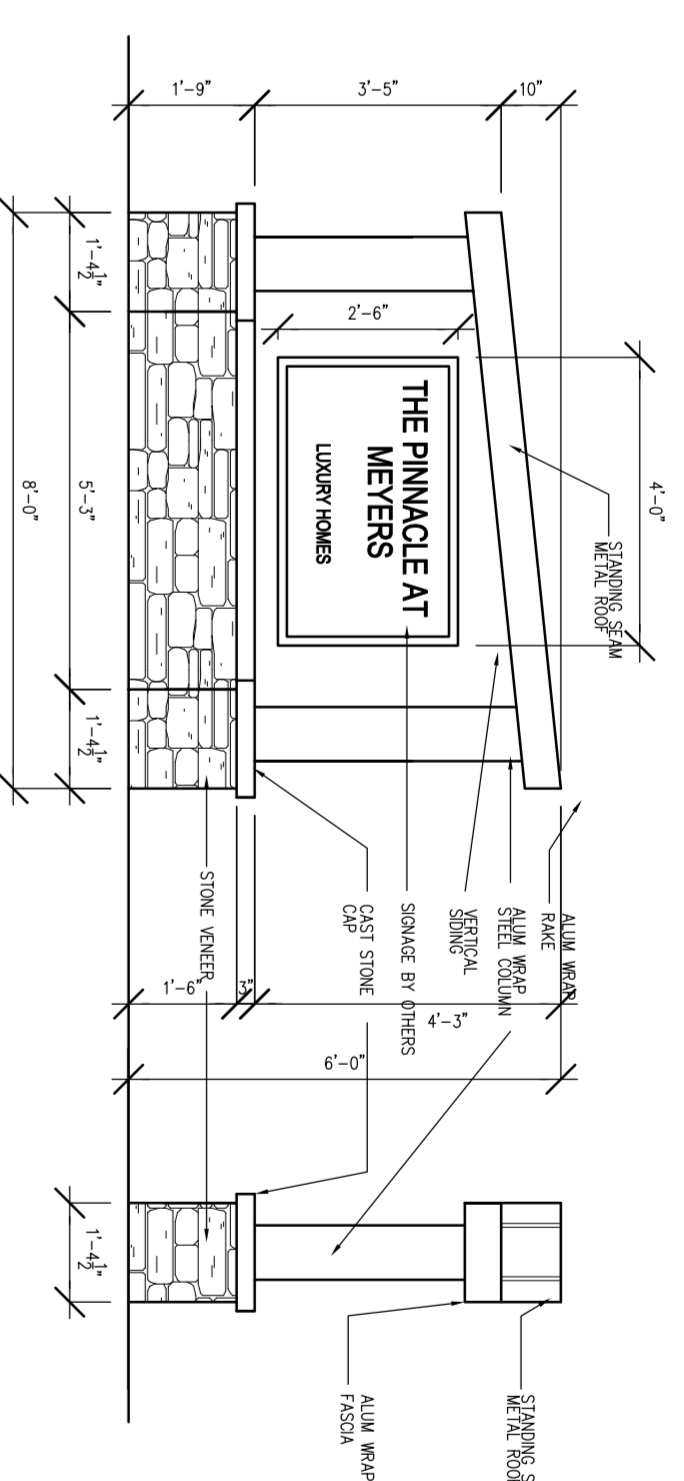 1'-9"
3'-5"
10"
4'-0"
STANDING SEAM
METAL ROOF
2'-6"
THE PINNACLE AT
MEYERS
LUXURY HOMES
1'-4½"
5'-3"
1'-4½"
8'-0"
ALUM WRAP
RAKE
ALUM WRAP
STEEL COLUMN
VERTICAL
SIDING
SIGNAGE BY OTHERS
CAST STONE
CAP
STONE VENEER
1'-6"
3"
4'-3"
6'-0"
1'-4½"
STANDING S
METAL ROOF
ALUM WRAP
FASCIA